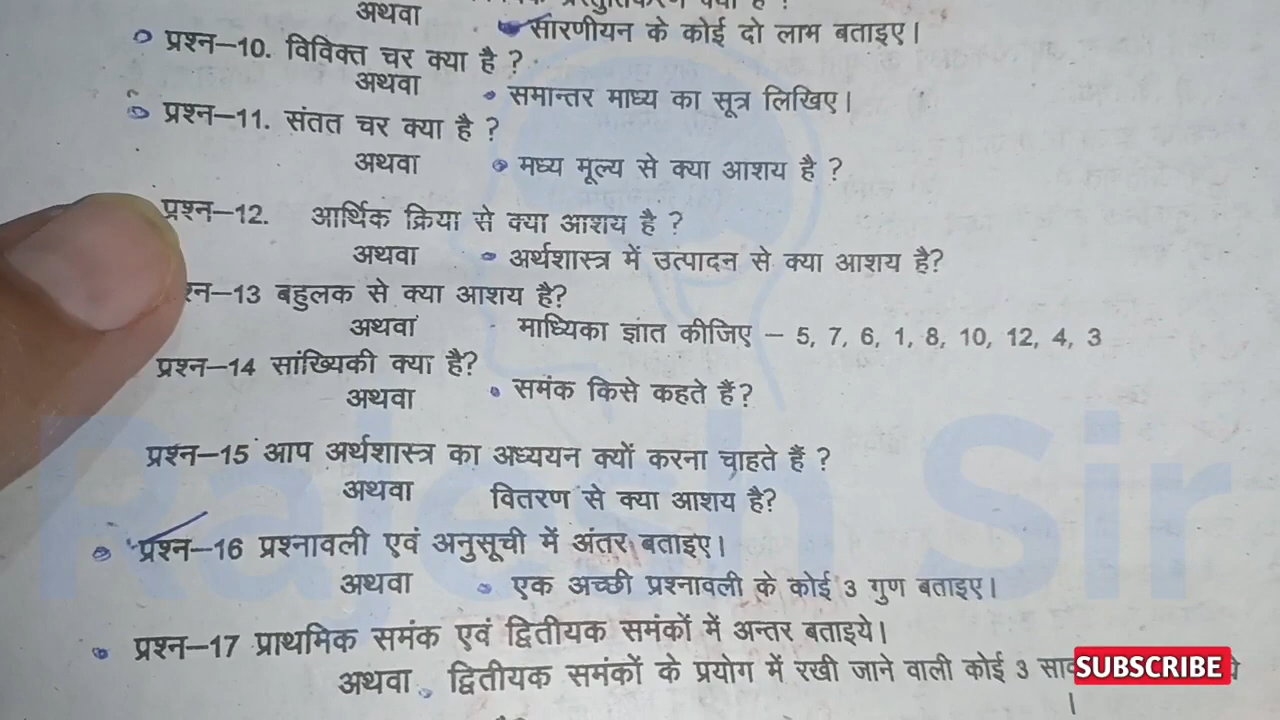 अथवा
सारणीयन के कोई दो लाभ बताइए।
प्रश्न–10. विविक्त चर क्या है ?
अथवा
समान्तर माध्य का सूत्र लिखिए।
प्रश्न–11. संतत चर क्या है ?
अथवा
मध्य मूल्य से क्या आशय है ?
प्रश्न–12. आर्थिक क्रिया से क्या आशय है ?
अथवा
अर्थशास्त्र में उत्पादन से क्या आशय है?
श्न–13 बहुलक से क्या आशय है?
अथवा
माध्यिका ज्ञात कीजिए – 5, 7, 6, 1, 8, 10, 12, 4, 3
प्रश्न–14 सांख्यिकी क्या है?
अथवा
समंक किसे कहते हैं?
प्रश्न–15 आप अर्थशास्त्र का अध्ययन क्यों करना चाहते हैं ?
अथवा
वितरण से क्या आशय है?
प्रश्न–16 प्रश्नावली एवं अनुसूची में अंतर बताइए।
अथवा
एक अच्छी प्रश्नावली के कोई 3 गुण बताइए।
प्रश्न–17 प्राथमिक समंक एवं द्वितीयक समंकों में अन्तर बताइये।
अथवा
द्वितीयक समंकों के प्रयोग में रखी जाने वाली कोई 3
Rajesh Sir
SUBSCRIBE